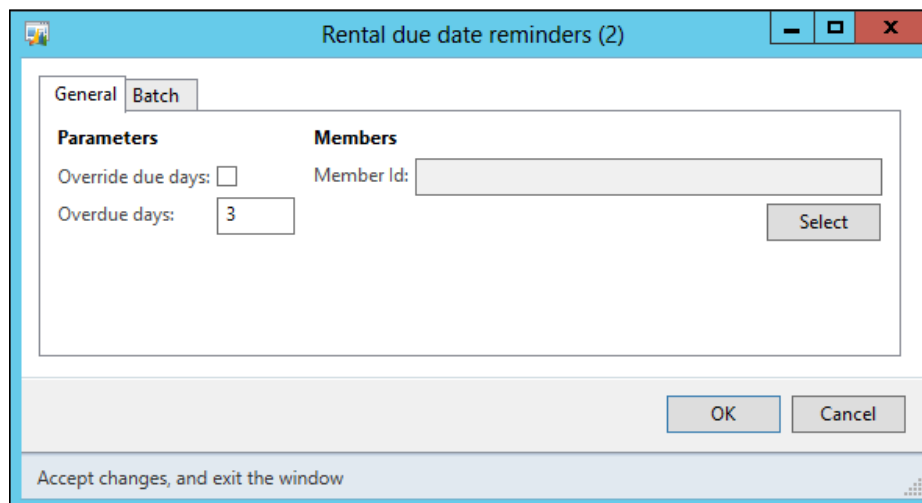 Rental due date reminders (2)
General Batch
Parameters Members
Override due days: Member Id:
Overdue days: 3
Select
OK Cancel
Accept changes, and exit the window